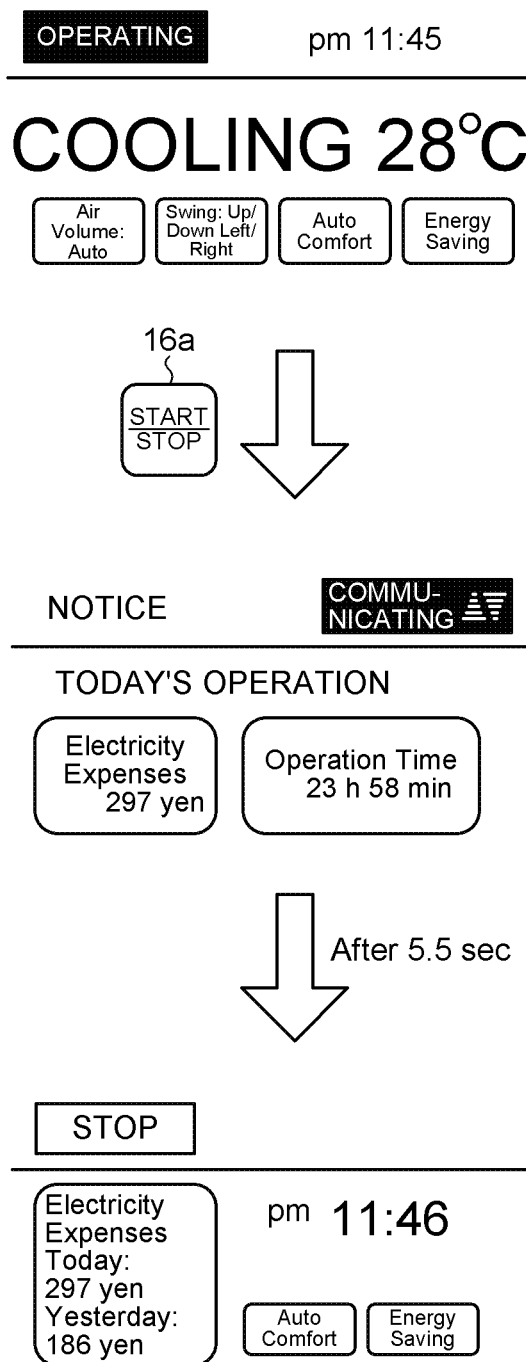 OPERATING pm 11:45
COOLING 28°C
Air
Volume:
Auto
Swing: Up/
Down Left/
Right
Auto
Comfort
Energy
Saving
16a
START
STOP
NOTICE
COMMU-
NICATING
TODAY'S OPERATION
Electricity
Expenses
297 yen
Operation Time
23 h 58 min
After 5.5 sec
STOP
Electricity
Expenses
Today:
297 yen
Yesterday:
186 yen
pm 11:46
Auto
Comfort
Energy
Saving